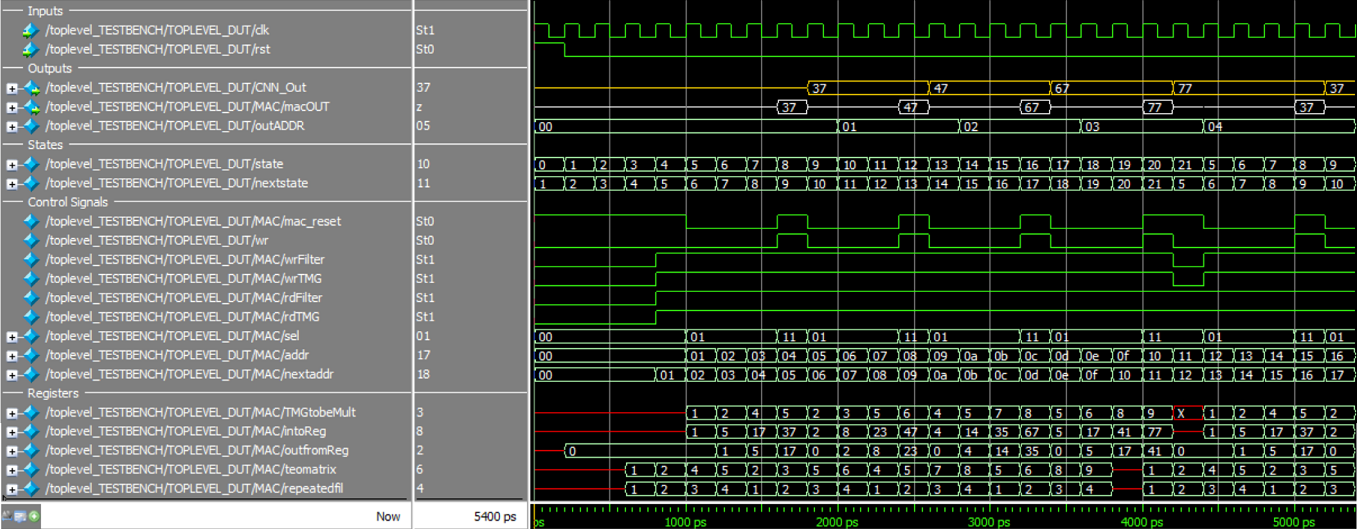 Inputs
/toplevel_TESTBENCH/TOPLEVEL_DUT/clk St1
/toplevel_TESTBENCH/TOPLEVEL_DUT/rst St0
Outputs
/toplevel_TESTBENCH/TOPLEVEL_DUT/CNN_Out 37 37 47 67 77 37
/toplevel_TESTBENCH/TOPLEVEL_DUT/MAC/macOUT z 37 47 67 77 37
/toplevel_TESTBENCH/TOPLEVEL_DUT/outADDR 05 00 01 02 03 04
States
/toplevel_TESTBENCH/TOPLEVEL_DUT/state 10 0 1 2 3 4 5 6 7 8 9 10 11 12 13 14 15 16 17 18 19 20 21 5 6 7 8 9
/toplevel_TESTBENCH/TOPLEVEL_DUT/nextstate 11 1 2 3 4 5 6 7 8 9 10 11 12 13 14 15 16 17 18 19 20 21 5 6 7 8 9 10
Control Signals
/toplevel_TESTBENCH/TOPLEVEL_DUT/MAC/mac_reset St0
/toplevel_TESTBENCH/TOPLEVEL_DUT/wr St0
/toplevel_TESTBENCH/TOPLEVEL_DUT/MAC/wrFilter St1
/toplevel_TESTBENCH/TOPLEVEL_DUT/MAC/wrTMG St1
/toplevel_TESTBENCH/TOPLEVEL_DUT/MAC/rdFilter St1
/toplevel_TESTBENCH/TOPLEVEL_DUT/MAC/rdTMG St1
/toplevel_TESTBENCH/TOPLEVEL_DUT/MAC/sel 01 00 01 11 01 11 01 11 01 11 01 11 01
/toplevel_TESTBENCH/TOPLEVEL_DUT/MAC/addr 17 00 01 02 03 04 05 06 07 08 09 0a 0b 0c 0d 0e 0f 10 11 12 13 14 15 16
/toplevel_TESTBENCH/TOPLEVEL_DUT/MAC/nextaddr 18 00 01 02 03 04 05 06 07 08 09 0a 0b 0c 0d 0e 0f 10 11 12 13 14 15 16 17
Registers
/toplevel_TESTBENCH/TOPLEVEL_DUT/MAC/TMGtobeMult 3 1 2 4 5 2 3 5 6 4 5 7 8 5 6 8 9 X 1 2 4 5 2
/toplevel_TESTBENCH/TOPLEVEL_DUT/MAC/intoReg 8 1 5 17 37 2 8 23 47 4 14 35 67 5 17 41 77 1 5 17 37 2
/toplevel_TESTBENCH/TOPLEVEL_DUT/MAC/outfromReg 2 0 1 5 17 0 2 8 23 0 4 14 35 0 5 17 41 0 1 5 17 0
/toplevel_TESTBENCH/TOPLEVEL_DUT/MAC/teomatrix 6 1 2 4 5 2 3 5 6 4 5 7 8 5 6 8 9 1 2 4 5 2 3 5
/toplevel_TESTBENCH/TOPLEVEL_DUT/MAC/repeatedfil 4 1 2 3 4 1 2 3 4 1 2 3 4 1 2 3 4 1 2 3 4 1 2 3
Now 5400 ps ps 1000 ps 2000 ps 3000 ps 4000 ps 5000 ps